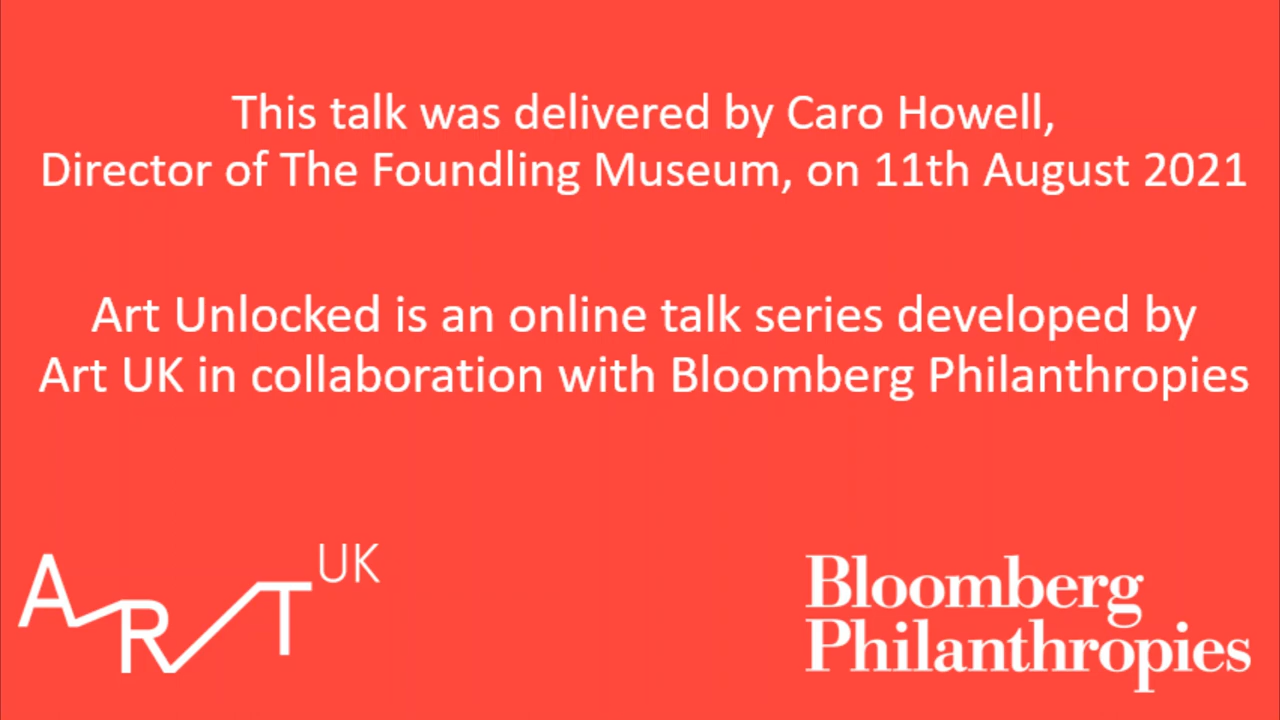 This talk was delivered by Caro Howell,
Director of The Foundling Museum, on 11th August 2021
Art Unlocked is an online talk series developed by
Art UK in collaboration with Bloomberg Philanthropies
ART UK
Bloomberg
Philanthropies